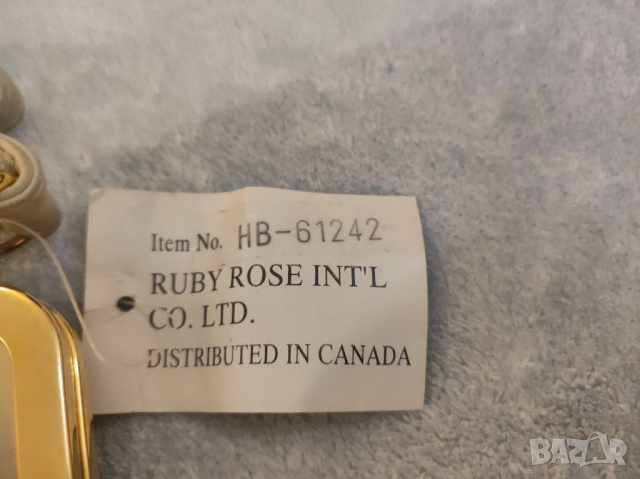 Item No. HB-61242
RUBY ROSE INT'L
CO. LTD.
DISTRIBUTED IN CANADA
BAZAR